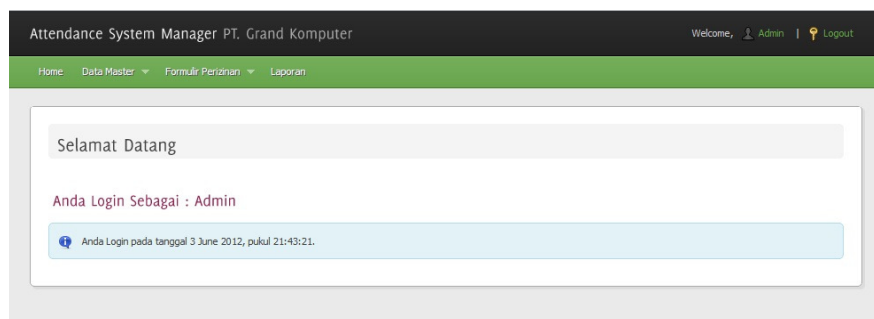 Attendance System Manager PT. Grand Komputer
Welcome, Admin | Logout
Home Data Master Formulir Perizinan Laporan
Selamat Datang
Anda Login Sebagai : Admin
Anda Login pada tanggal 3 June 2012, pukul 21:43:21.